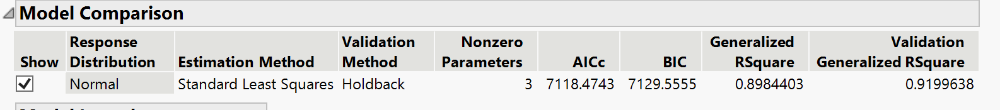 Model Comparison
Response Validation Nonzero Generalized Validation
Show Distribution Estimation Method Method Parameters AICc BIC RSquare Generalized RSquare
Normal Standard Least Squares Holdback 3 7118.4743 7129.5555 0.8984403 0.9199638